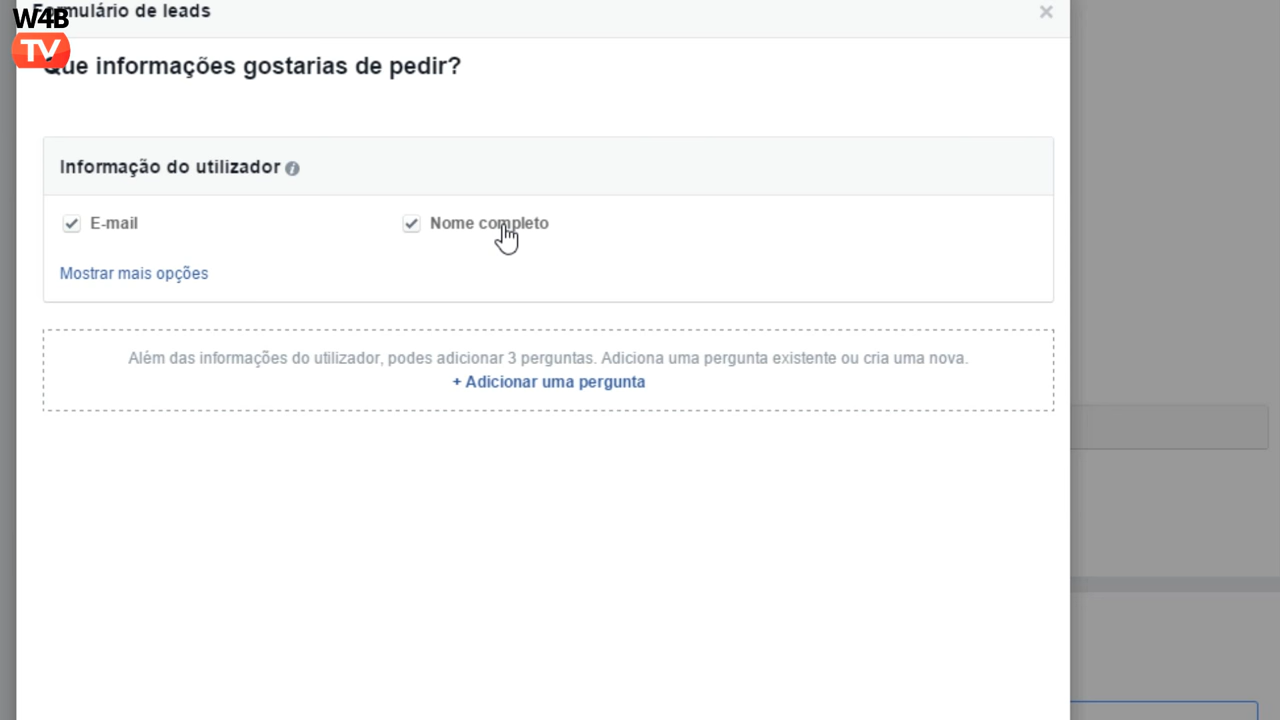 W4B
TV
Formulário de leads
Que informações gostarias de pedir?
Informação do utilizador
E-mail
Nome completo
Mostrar mais opções
Além das informações do utilizador, podes adicionar 3 perguntas. Adiciona uma pergunta existente ou cria uma nova.
+ Adicionar uma pergunta